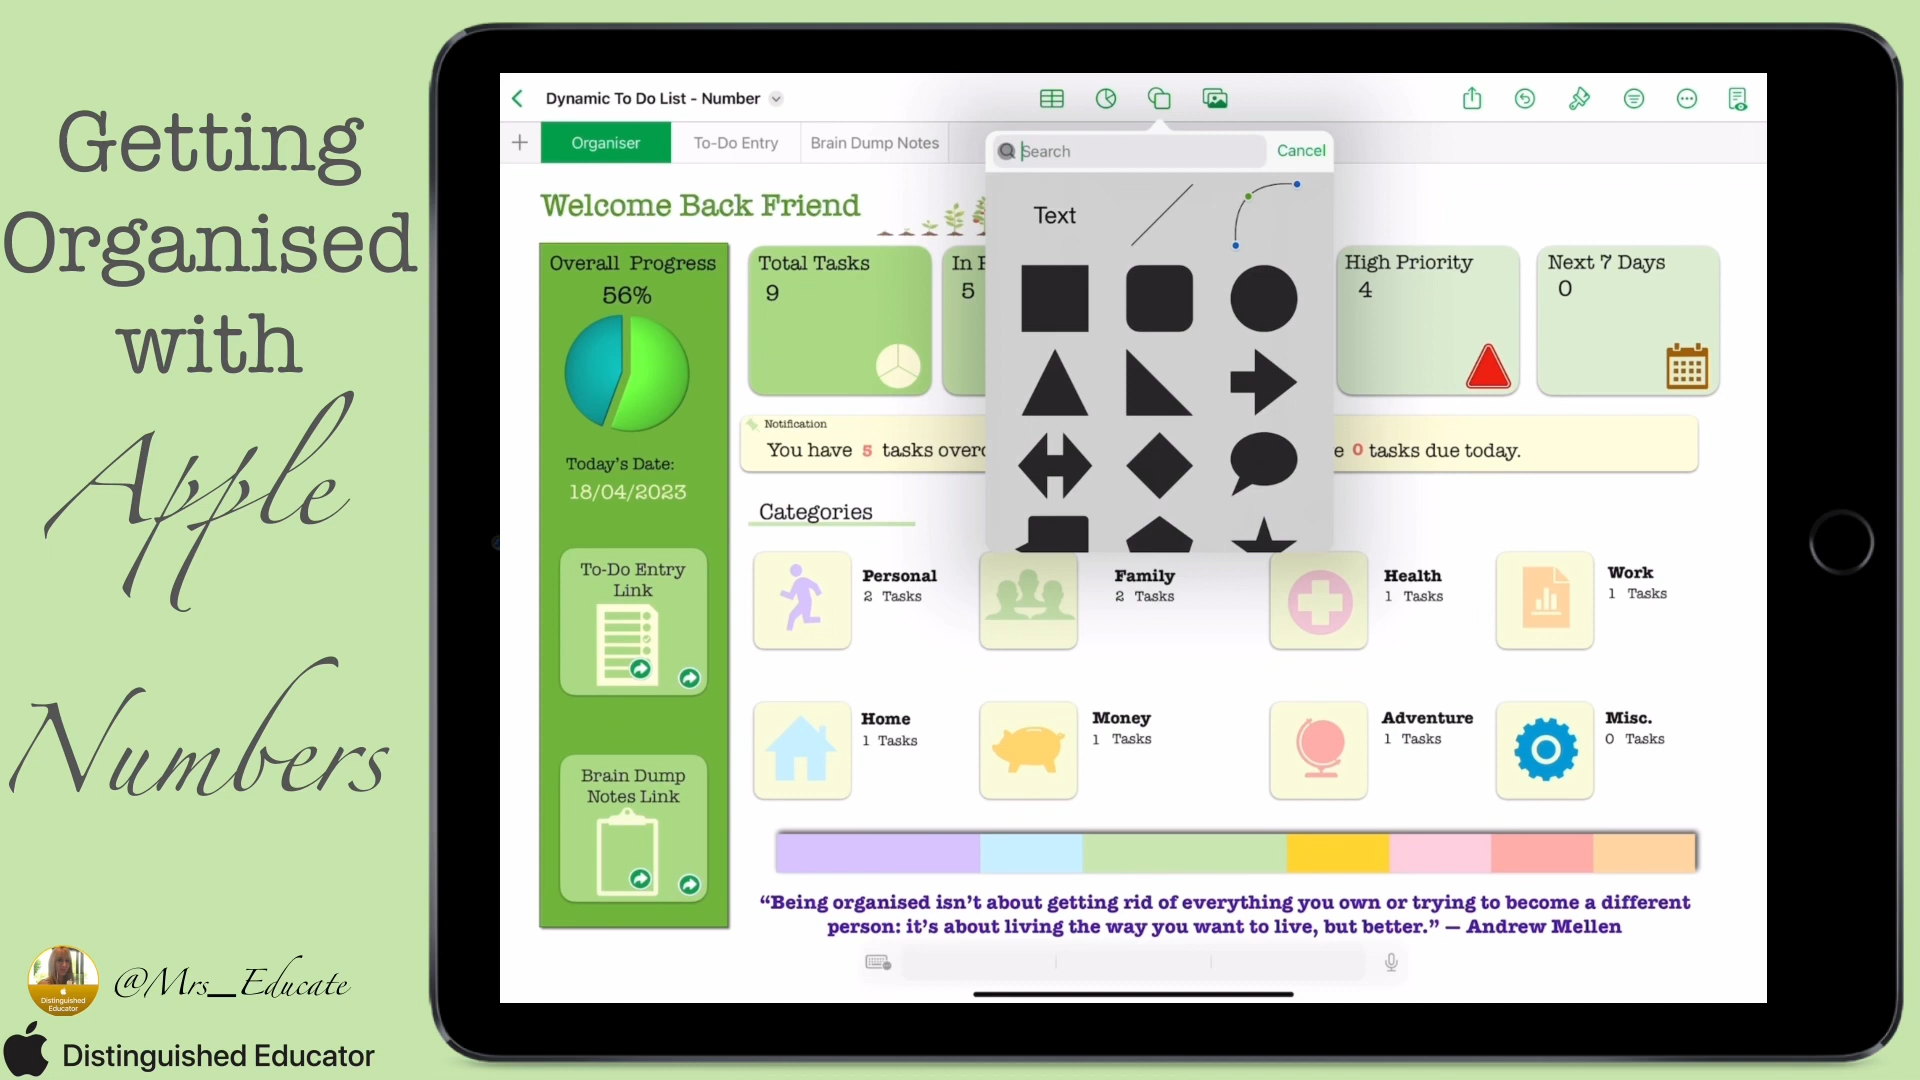 Getting
Organised
with
Apple
Numbers
@Mrs_Educate
Distinguished
Educator
Distinguished Educator
Dynamic To Do List - Number
Organiser
To-Do Entry
Brain Dump Notes
Search
Cancel
Text
Welcome Back Friend
Overall Progress
56%
Today's Date:
18/04/2023
To-Do Entry
Link
Brain Dump
Notes Link
Total Tasks
9
In
5
High Priority
4
Next 7 Days
0
Notification
You have 5 tasks
0 tasks due today.
Categories
Personal
2 Tasks
Family
2 Tasks
Health
1 Tasks
Work
1 Tasks
Home
1 Tasks
Money
1 Tasks
Adventure
1 Tasks
Misc.
0 Tasks
“Being organised isn’t about getting rid of everything you own or trying to become a different
person: it’s about living the way you want to live, but better.” — Andrew Mellen